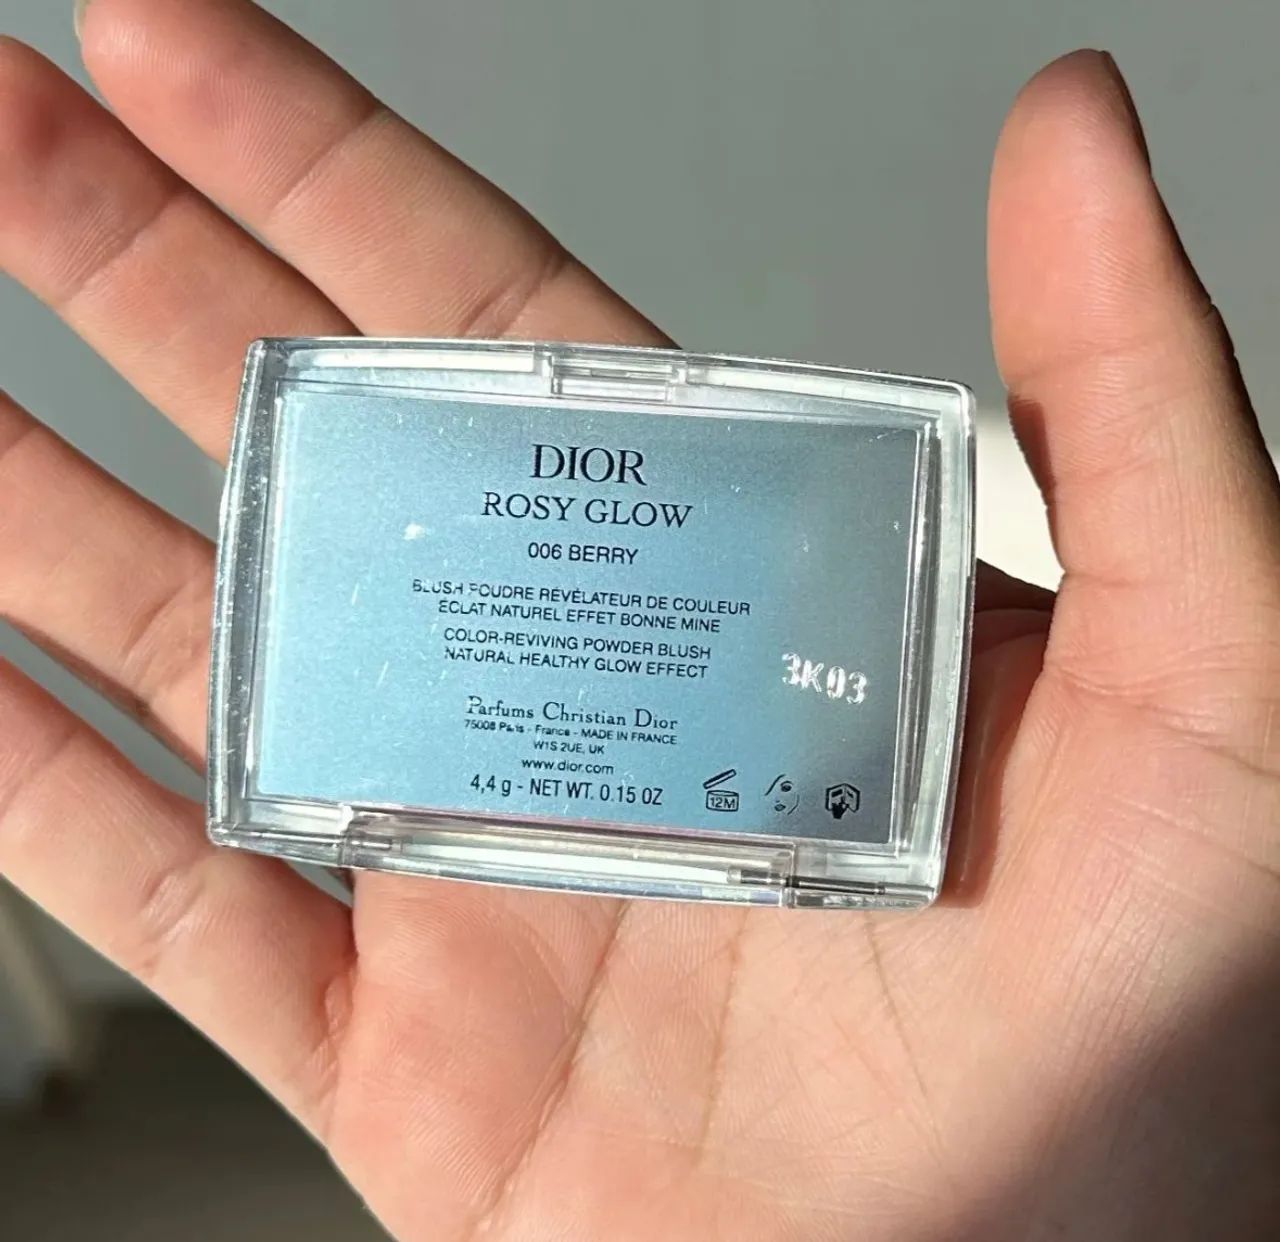 DIOR
ROSY GLOW
006 BERRY
BLUSH POUDRE RÉVÉLATEUR DE COULEUR
ÉCLAT NATUREL EFFET BONNE MINE
COLOR-REVIVING POWDER BLUSH
NATURAL HEALTHY GLOW EFFECT
3K03
Parfums Christian Dior
75008 Paris - France - MADE IN FRANCE
W1S 2UE, UK
www.dior.com
4,4 g - NET WT. 0.15 OZ
12M